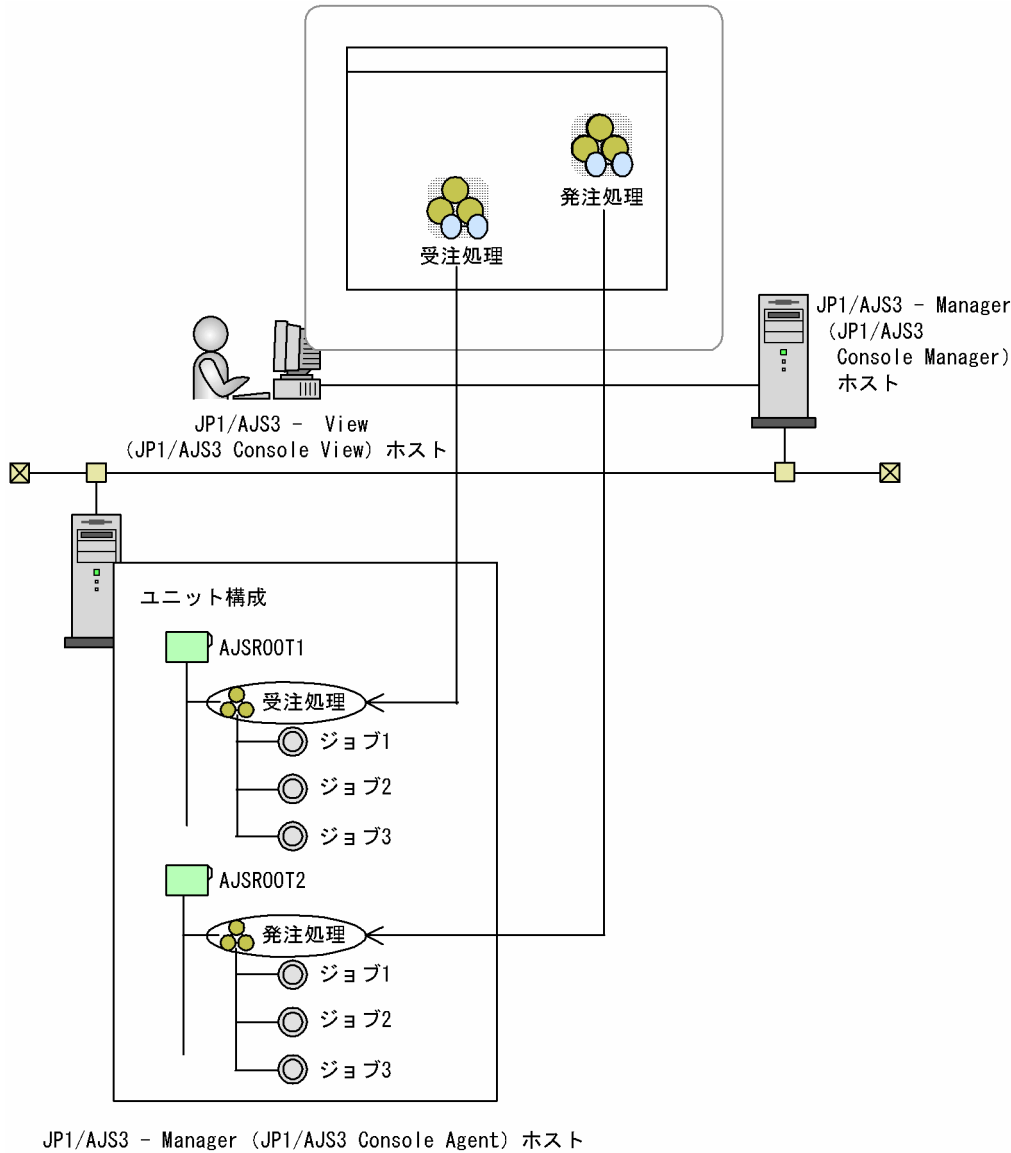 発注処理
受注処理
JP1/AJS3 - Manager
(JP1/AJS3
Console Manager)
ホスト
JP1/AJS3 - View
(JP1/AJS3 Console View) ホスト
ユニット構成
AJSROOT1
受注処理
ジョブ1
ジョブ2
ジョブ3
AJSROOT2
発注処理
ジョブ1
ジョブ2
ジョブ3
JP1/AJS3 - Manager (JP1/AJS3 Console Agent) ホスト